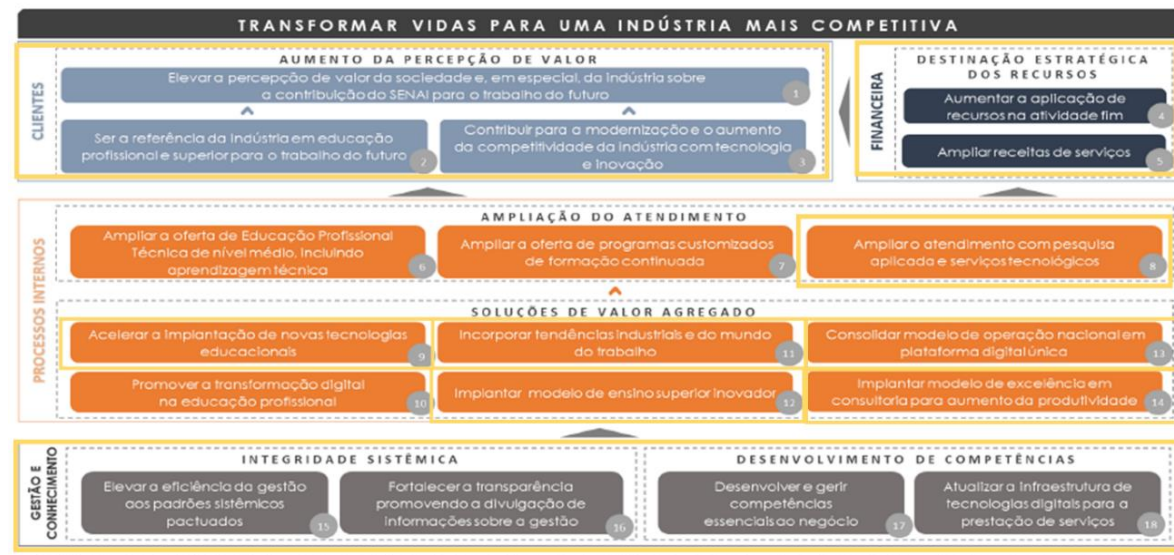 TRANSFORMAR VIDAS PARA UMA INDÚSTRIA MAIS COMPETITIVA
CLIENTES
AUMENTO DA PERCEPÇÃO DE VALOR
Elevar a percepção de valor da sociedade e, em especial, da indústria sobre
a contribuição do SENAI para o trabalho do futuro
1
Ser a referência da indústria em educação
profissional e superior para o trabalho do futuro
2
Contribuir para a modernização e o aumento
da competitividade da indústria com tecnologia
e inovação
3
FINANCEIRA
DESTINAÇÃO ESTRATÉGICA
DOS RECURSOS
Aumentar a aplicação de
recursos na atividade fim
4
Ampliar receitas de serviços
5
PROCESSOS INTERNOS
AMPLIAÇÃO DO ATENDIMENTO
Ampliar a oferta de Educação Profissional
Técnica de nível médio, incluindo
aprendizagem técnica
6
Ampliar a oferta de programas customizados
de formação continuada
7
Ampliar o atendimento com pesquisa
aplicada e serviços tecnológicos
8
SOLUÇÕES DE VALOR AGREGADO
Acelerar a implantação de novas tecnologias
educacionais
9
Incorporar tendências industriais e do mundo
do trabalho
11
Consolidar modelo de operação nacional em
plataforma digital única
13
Promover a transformação digital
na educação profissional
10
Implantar modelo de ensino superior inovador
12
Implantar modelo de excelência em
consultoria para aumento da produtividade
14
GESTÃO E
CONHECIMENTO
INTEGRIDADE SISTÊMICA
Elevar a eficiência da gestão
aos padrões sistêmicos
pactuados
15
Fortalecer a transparência
promovendo a divulgação de
informações sobre a gestão
16
DESENVOLVIMENTO DE COMPETÊNCIAS
Desenvolver e gerir
competências
essenciais ao negócio
17
Atualizar a infraestrutura de
tecnologias digitais para a
prestação de serviços
18